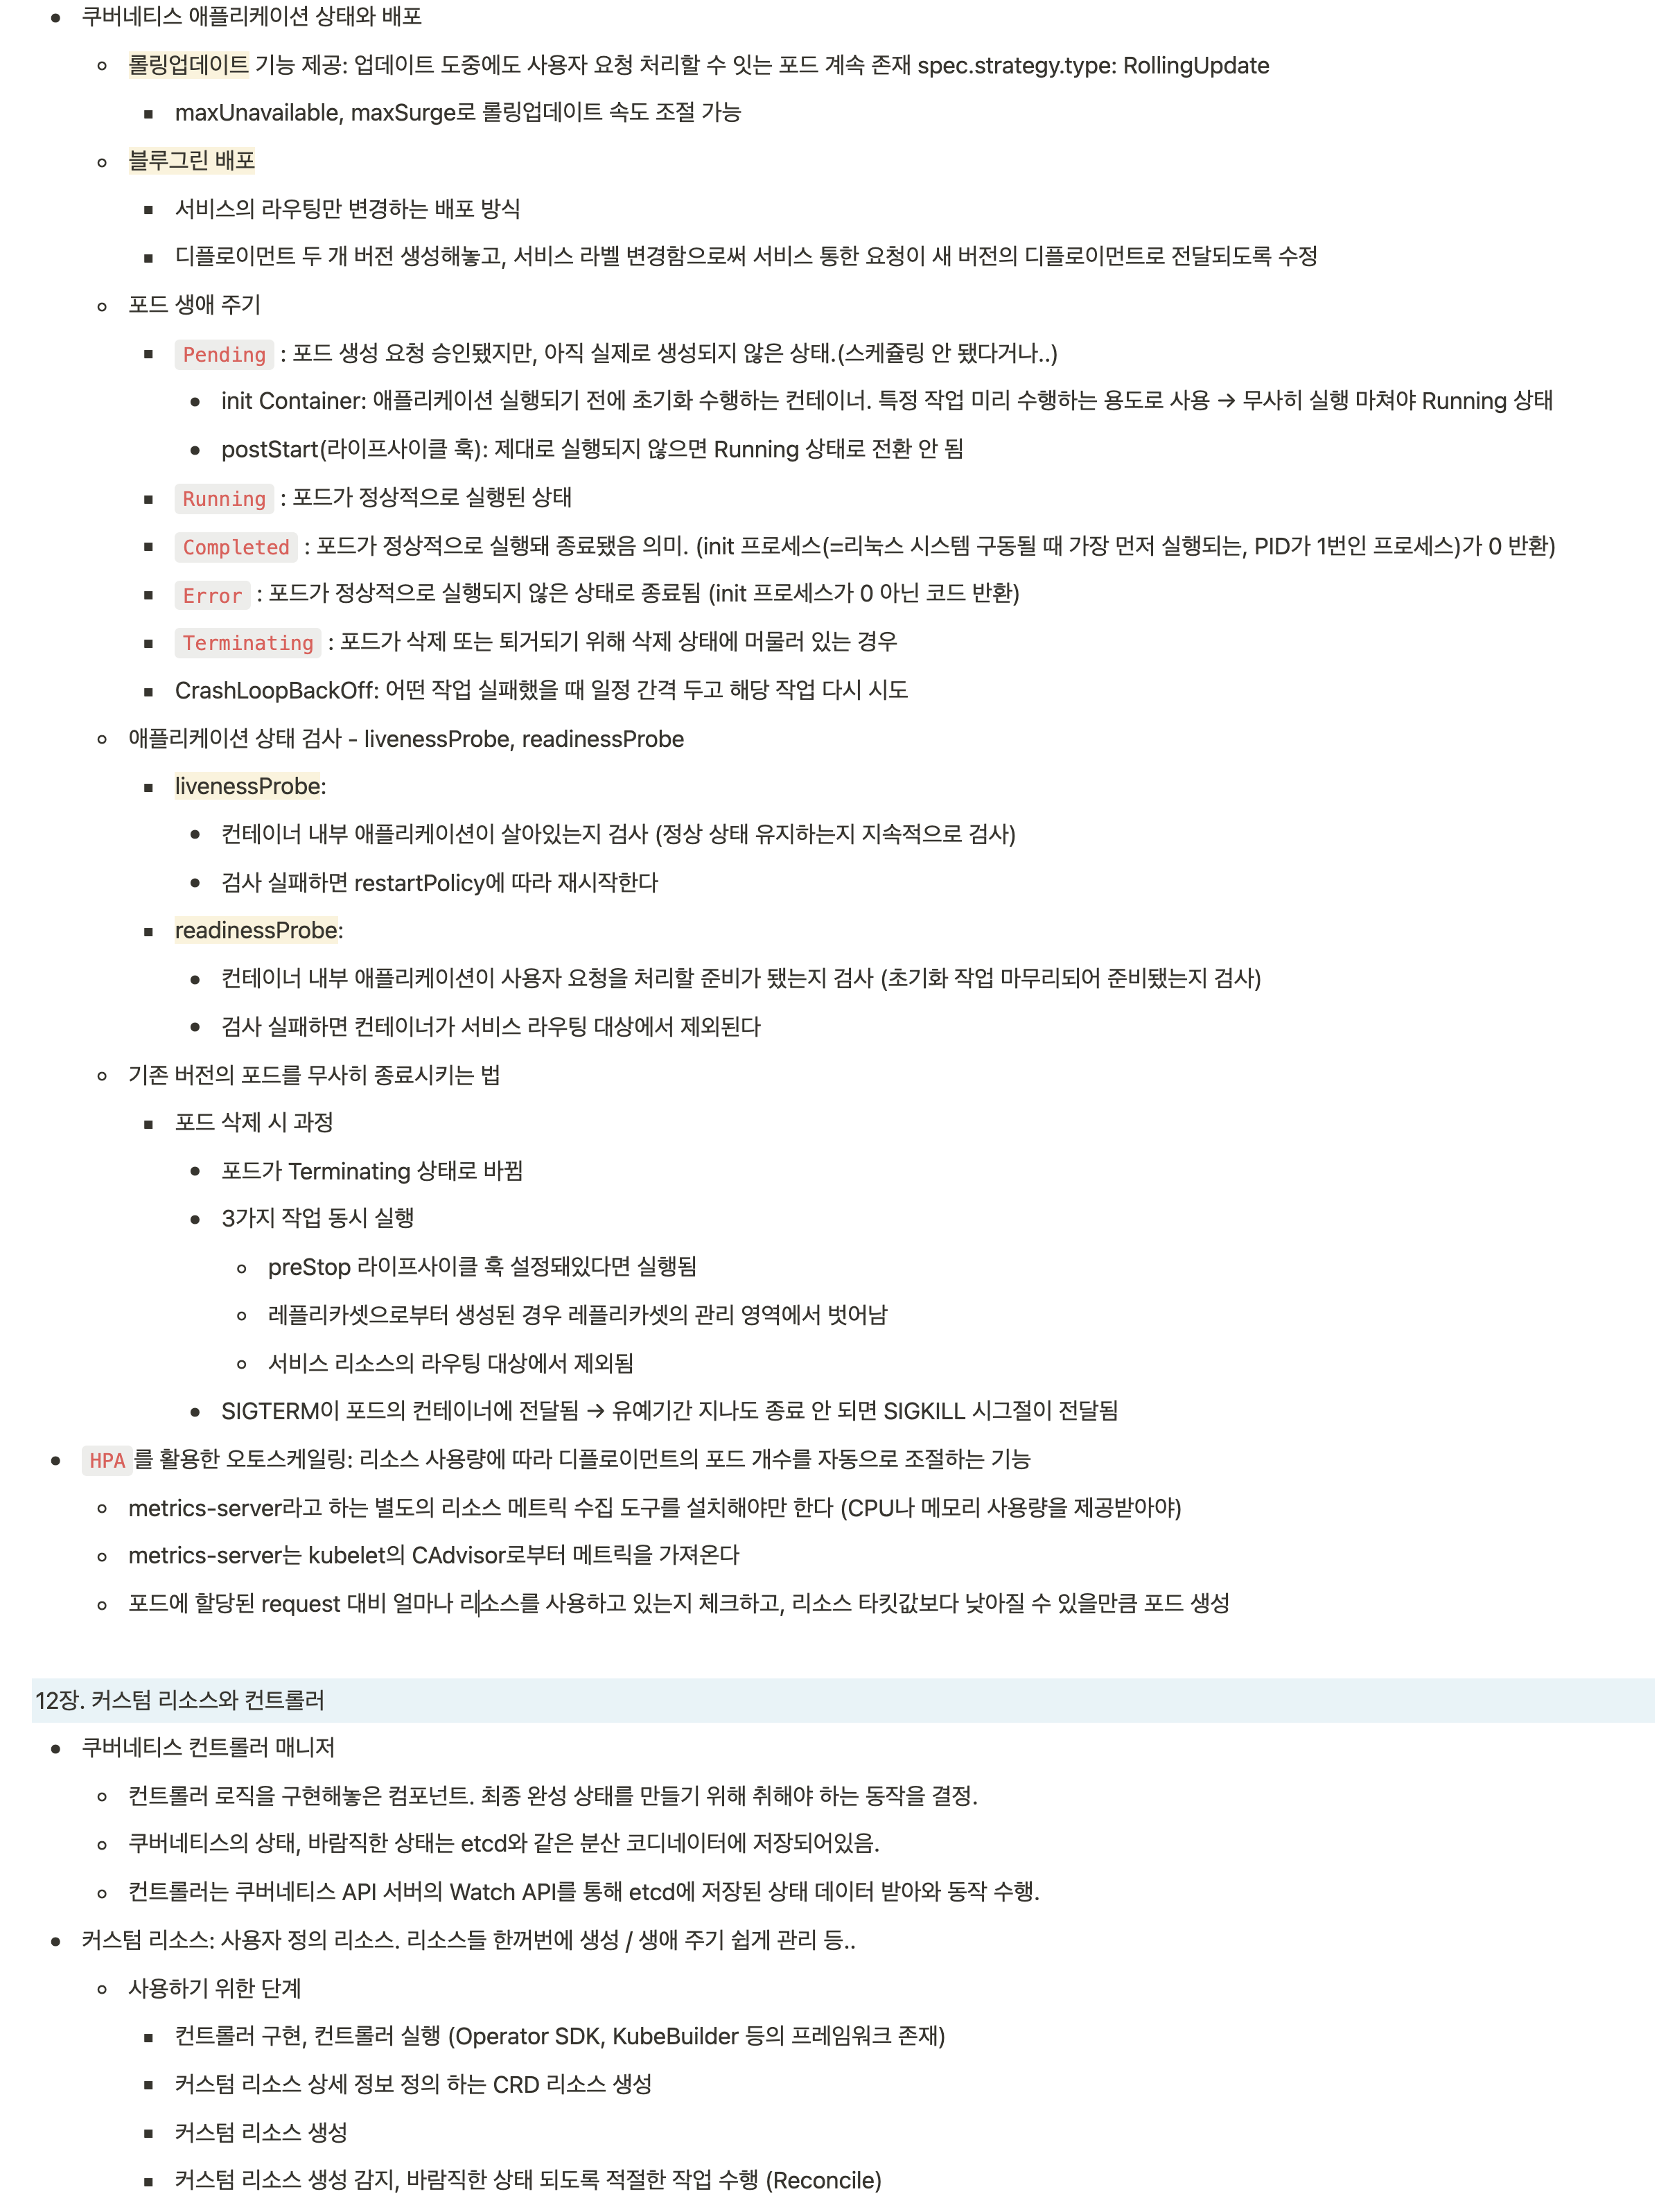 쿠버네티스 애플리케이션 상태와 배포
롤링업데이트 기능 제공: 업데이트 도중에도 사용자 요청 처리할 수 잇는 포드 계속 존재 spec.strategy.type: RollingUpdate
maxUnavailable, maxSurge로 롤링업데이트 속도 조절 가능
블루그린 배포
서비스의 라우팅만 변경하는 배포 방식
디플로이먼트 두 개 버전 생성해놓고, 서비스 라벨 변경함으로써 서비스 통한 요청이 새 버전의 디플로이먼트로 전달되도록 수정
포드 생애 주기
Pending : 포드 생성 요청 승인됐지만, 아직 실제로 생성되지 않은 상태.(스케쥴링 안 됐다거나..)
init Container: 애플리케이션 실행되기 전에 초기화 수행하는 컨테이너. 특정 작업 미리 수행하는 용도로 사용 → 무사히 실행 마쳐야 Running 상태
postStart(라이프사이클 훅): 제대로 실행되지 않으면 Running 상태로 전환 안 됨
Running : 포드가 정상적으로 실행된 상태
Completed : 포드가 정상적으로 실행돼 종료됐음 의미. (init 프로세스(=리눅스 시스템 구동될 때 가장 먼저 실행되는, PID가 1번인 프로세스)가 0 반환)
Error : 포드가 정상적으로 실행되지 않은 상태로 종료됨 (init 프로세스가 0 아닌 코드 반환)
Terminating : 포드가 삭제 또는 퇴거되기 위해 삭제 상태에 머물러 있는 경우
CrashLoopBackOff: 어떤 작업 실패했을 때 일정 간격 두고 해당 작업 다시 시도
애플리케이션 상태 검사 - livenessProbe, readinessProbe
livenessProbe:
컨테이너 내부 애플리케이션이 살아있는지 검사 (정상 상태 유지하는지 지속적으로 검사)
검사 실패하면 restartPolicy에 따라 재시작한다
readinessProbe:
컨테이너 내부 애플리케이션이 사용자 요청을 처리할 준비가 됐는지 검사 (초기화 작업 마무리되어 준비됐는지 검사)
검사 실패하면 컨테이너가 서비스 라우팅 대상에서 제외된다
기존 버전의 포드를 무사히 종료시키는 법
포드 삭제 시 과정
포드가 Terminating 상태로 바뀜
3가지 작업 동시 실행
preStop 라이프사이클 훅 설정돼있다면 실행됨
레플리카셋으로부터 생성된 경우 레플리카셋의 관리 영역에서 벗어남
서비스 리소스의 라우팅 대상에서 제외됨
SIGTERM이 포드의 컨테이너에 전달됨 → 유예기간 지나도 종료 안 되면 SIGKILL 시그절이 전달됨
HPA를 활용한 오토스케일링: 리소스 사용량에 따라 디플로이먼트의 포드 개수를 자동으로 조절하는 기능
metrics-server라고 하는 별도의 리소스 메트릭 수집 도구를 설치해야만 한다 (CPU나 메모리 사용량을 제공받아야)
metrics-server는 kubelet의 CAdvisor로부터 메트릭을 가져온다
포드에 할당된 request 대비 얼마나 리소스를 사용하고 있는지 체크하고, 리소스 타킷값보다 낮아질 수 있을만큼 포드 생성
12장. 커스텀 리소스와 컨트롤러
쿠버네티스 컨트롤러 매니저
컨트롤러 로직을 구현해놓은 컴포넌트. 최종 완성 상태를 만들기 위해 취해야 하는 동작을 결정.
쿠버네티스의 상태, 바람직한 상태는 etcd와 같은 분산 코디네이터에 저장되어있음.
컨트롤러는 쿠버네티스 API 서버의 Watch API를 통해 etcd에 저장된 상태 데이터 받아와 동작 수행.
커스텀 리소스: 사용자 정의 리소스. 리소스들 한꺼번에 생성 / 생애 주기 쉽게 관리 등..
사용하기 위한 단계
컨트롤러 구현, 컨트롤러 실행 (Operator SDK, KubeBuilder 등의 프레임워크 존재)
커스텀 리소스 상세 정보 정의 하는 CRD 리소스 생성
커스텀 리소스 생성
커스텀 리소스 생성 감지, 바람직한 상태 되도록 적절한 작업 수행 (Reconcile)